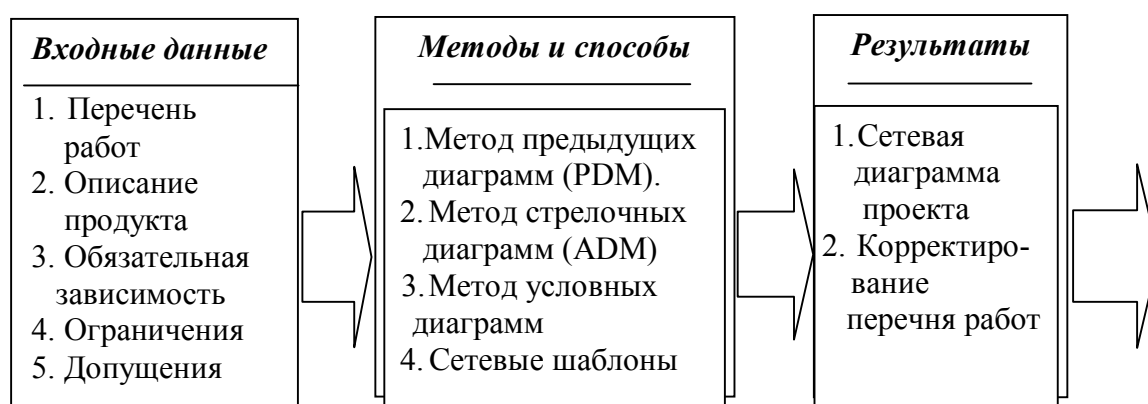 Входные данные
1. Перечень
работ
2. Описание
продукта
3. Обязательная
зависимость
4. Ограничения
5. Допущения
Методы и способы
1.Метод предыдущих
диаграмм (PDM).
2. Метод стрелочных
диаграмм (ADM)
3. Метод условных
диаграмм
4. Сетевые шаблоны
Результаты
1. Сетевая
диаграмма
проекта
2. Корректиро-
вание
перечня работ